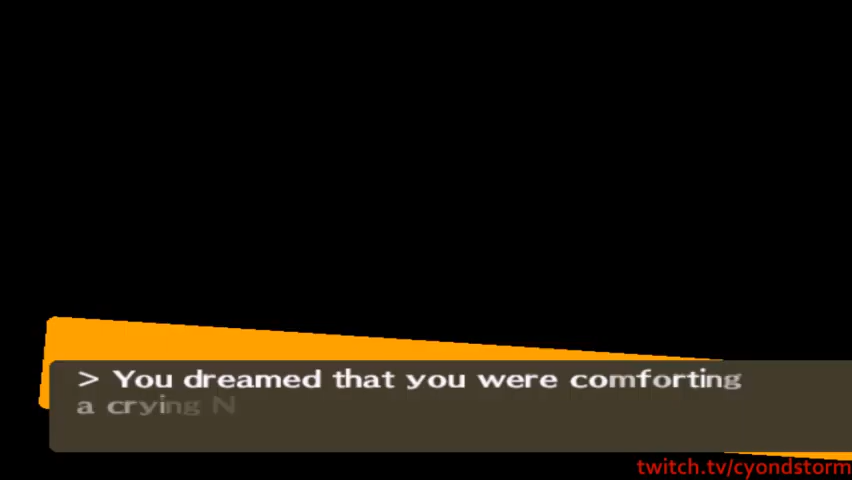 > You dreamed that you were comforting
a crying N
twitch.tv/cyondstorm